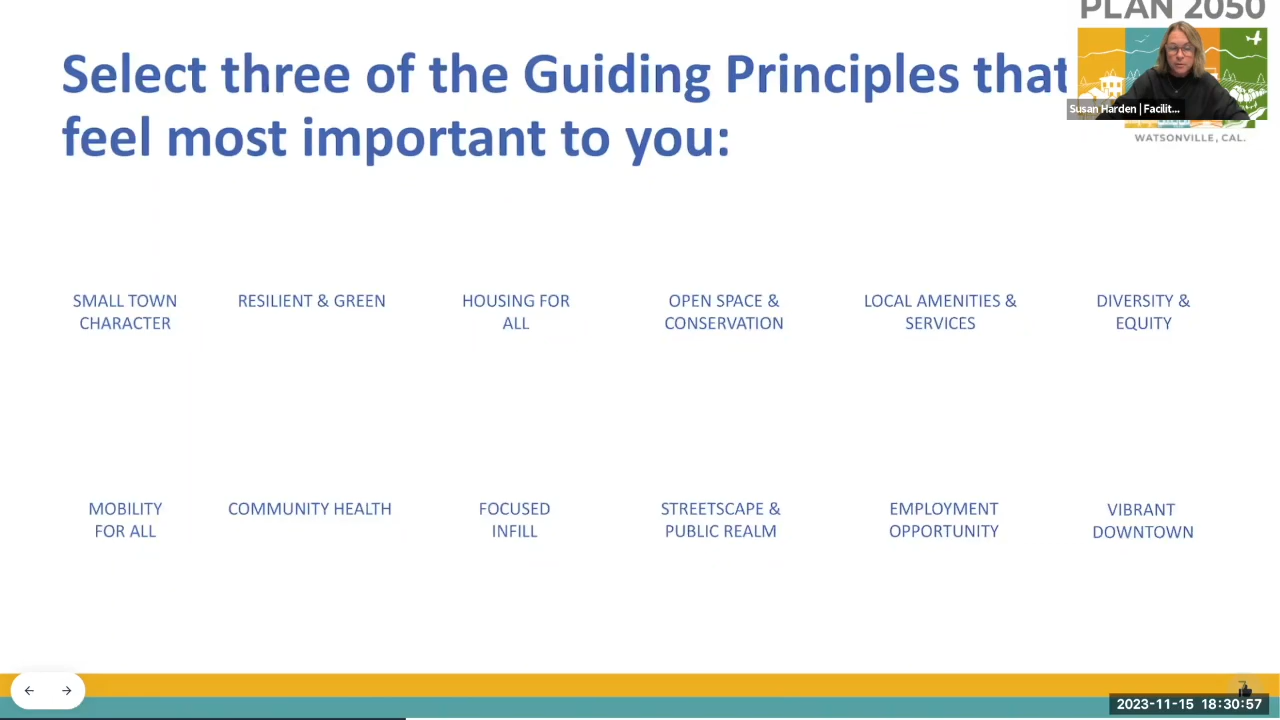 PLAN 2050
Select three of the Guiding Principles that
feel most important to you:
Susan Harden | Facilit...
WATSONVILLE, CAL.
SMALL TOWN
CHARACTER
RESILIENT & GREEN
HOUSING FOR
ALL
OPEN SPACE &
CONSERVATION
LOCAL AMENITIES &
SERVICES
DIVERSITY &
EQUITY
MOBILITY
FOR ALL
COMMUNITY HEALTH
FOCUSED
INFILL
STREETSCAPE &
PUBLIC REALM
EMPLOYMENT
OPPORTUNITY
VIBRANT
DOWNTOWN
2023-11-15 18:30:57